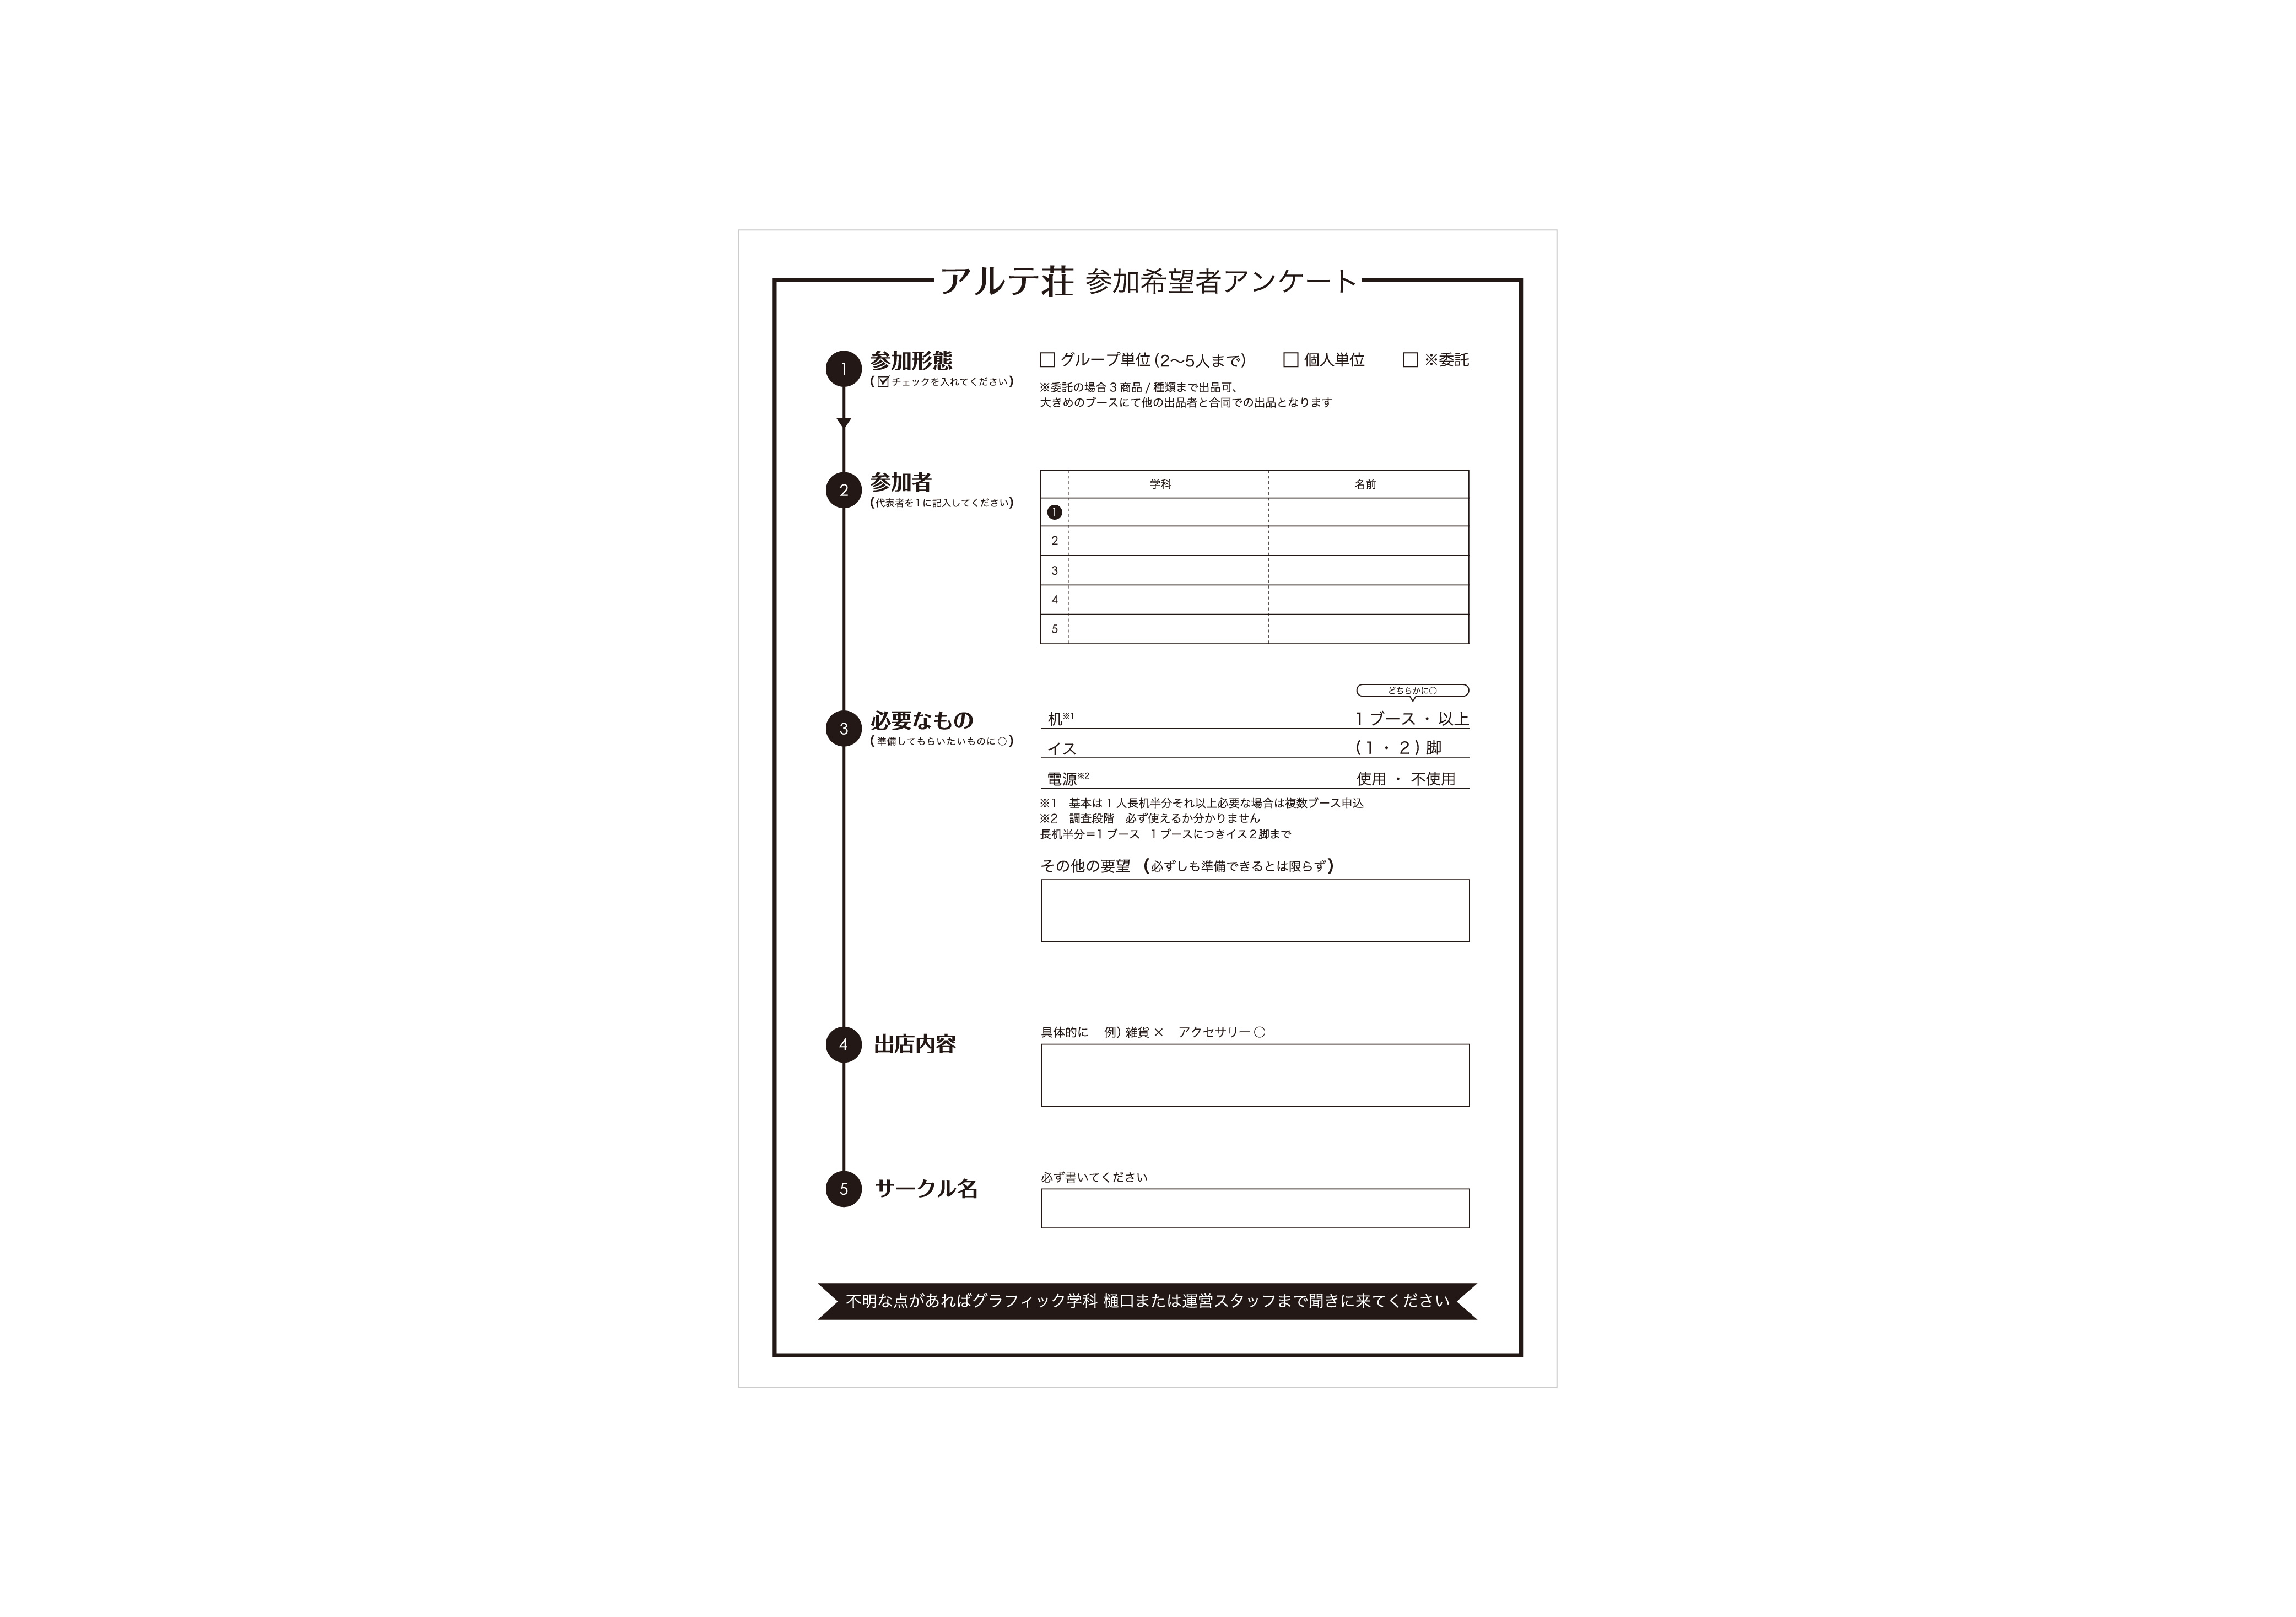 アルテ荘 参加希望者アンケート
1 参加形態
(☑チェックを入れてください)
□ グループ単位(2〜5人まで) □ 個人単位 □ ※委託
※委託の場合3商品/種類まで出品可、
大きめのブースにて他の出品者と合同での出品となります
2 参加者
(代表者を1に記入してください)
学科 名前
1
2
3
4
5
3 必要なもの
(準備してもらいたいものに○)
どちらかに○
机※1 1ブース・以上
イス (1・2)脚
電源※2 使用・不使用
※1 基本は1人長机半分それ以上必要な場合は複数ブース申込
※2 調査段階 必ず使えるか分かりません
長机半分=1ブース 1ブースにつきイス2脚まで
その他の要望 (必ずしも準備できるとは限らず)
4 出店内容
具体的に 例)雑貨× アクセサリー○
5 サークル名
必ず書いてください
不明な点があればグラフィック学科 樋口または運営スタッフまで聞きに来てください